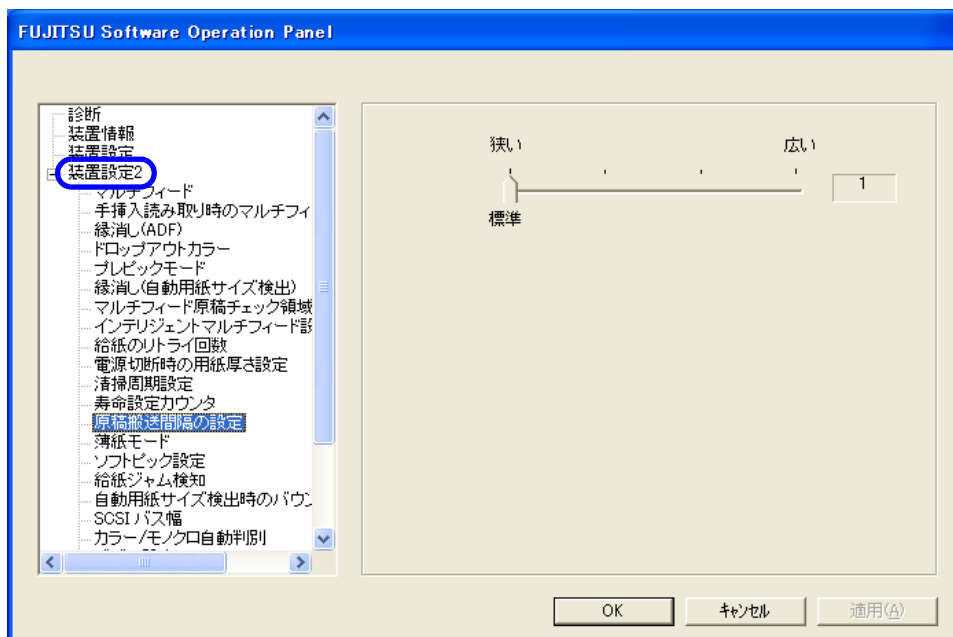 FUJITSU Software Operation Panel
診断
装置情報
装置設定
装置設定2
マルチフィード
手挿入読み取り時のマルチフィ
縁消し(ADF)
ドロップアウトカラー
プレピックモード
縁消し(自動用紙サイズ検出)
マルチフィード原稿チェック領域
インテリジェントマルチフィード設
給紙のリトライ回数
電源切断時の用紙厚さ設定
清掃周期設定
寿命設定カウンタ
原稿搬送間隔の設定
薄紙モード
ソフトピック設定
給紙ジャム検知
自動用紙サイズ検出時のバウン
SCSI バス幅
カラー/モノクロ自動判別
狭い 広い
1
標準
OK キャンセル 適用(A)